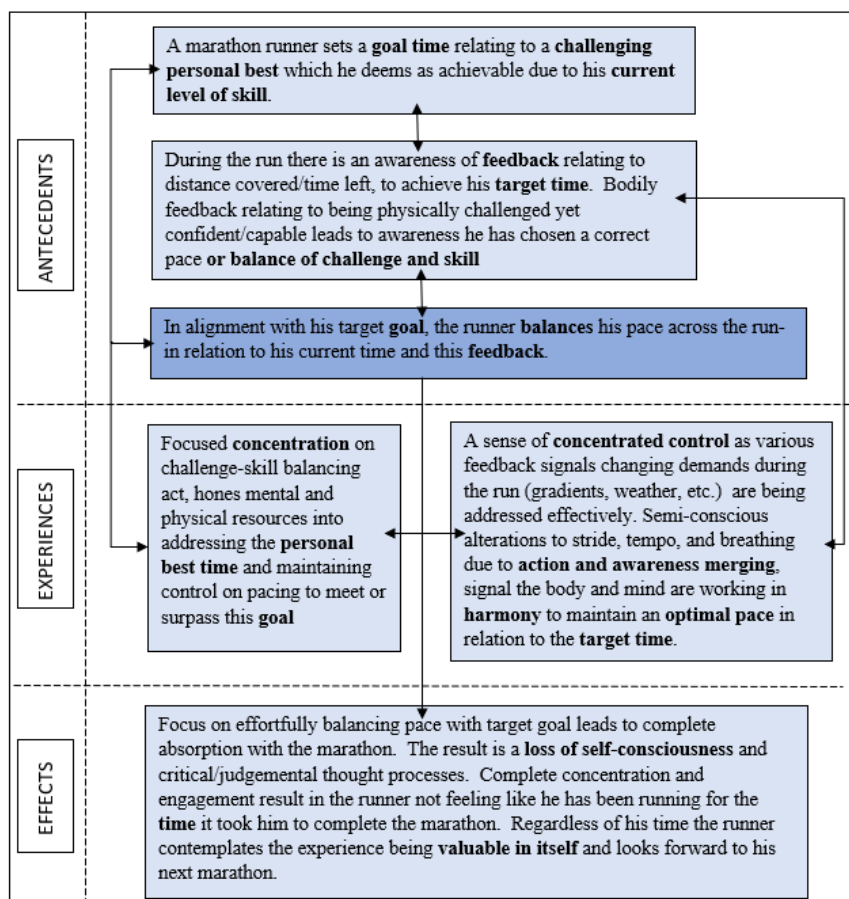 A marathon runner sets a goal time relating to a challenging
personal best which he deems as achievable due to his current
level of skill.
ANTECEDENTS
During the run there is an awareness of feedback relating to
distance covered/time left, to achieve his target time.  Bodily
feedback relating to being physically challenged yet
confident/capable leads to awareness he has chosen a correct
pace or balance of challenge and skill
In alignment with his target goal, the runner balances his pace across the run-
in relation to his current time and this feedback.
EXPERIENCES
Focused concentration on
challenge-skill balancing
act, hones mental and
physical resources into
addressing the personal
best time and maintaining
control on pacing to meet or
surpass this goal
A sense of concentrated control as various
feedback signals changing demands during
the run (gradients, weather, etc.)  are being
addressed effectively. Semi-conscious
alterations to stride, tempo, and breathing
due to action and awareness merging,
signal the body and mind are working in
harmony to maintain an optimal pace in
relation to the target time.
EFFECTS
Focus on effortfully balancing pace with target goal leads to complete
absorption with the marathon.  The result is a loss of self-consciousness and
critical/judgemental thought processes.  Complete concentration and
engagement result in the runner not feeling like he has been running for the
time it took him to complete the marathon.  Regardless of his time the runner
contemplates the experience being valuable in itself and looks forward to his
next marathon.